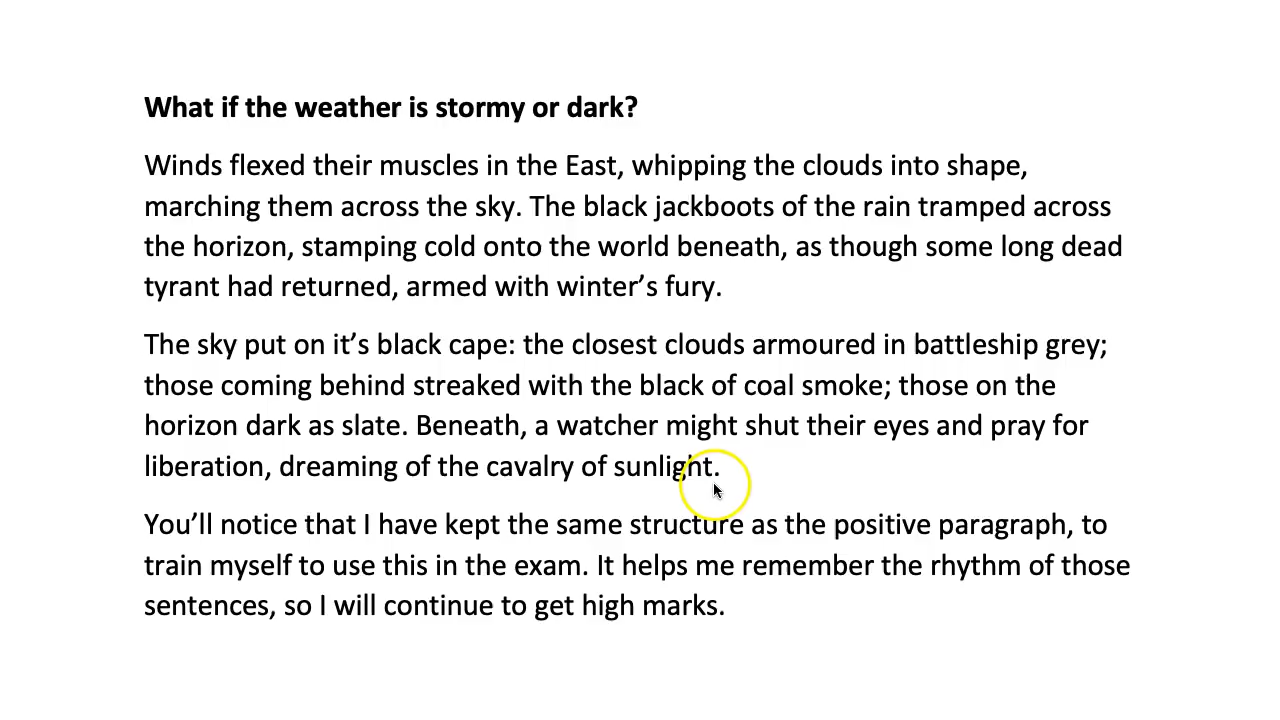 What if the weather is stormy or dark?
Winds flexed their muscles in the East, whipping the clouds into shape,
marching them across the sky. The black jackboots of the rain tramped across
the horizon, stamping cold onto the world beneath, as though some long dead
tyrant had returned, armed with winter’s fury.
The sky put on it’s black cape: the closest clouds armoured in battleship grey;
those coming behind streaked with the black of coal smoke; those on the
horizon dark as slate. Beneath, a watcher might shut their eyes and pray for
liberation, dreaming of the cavalry of sunlight.
You’ll notice that I have kept the same structure as the positive paragraph, to
train myself to use this in the exam. It helps me remember the rhythm of those
sentences, so I will continue to get high marks.